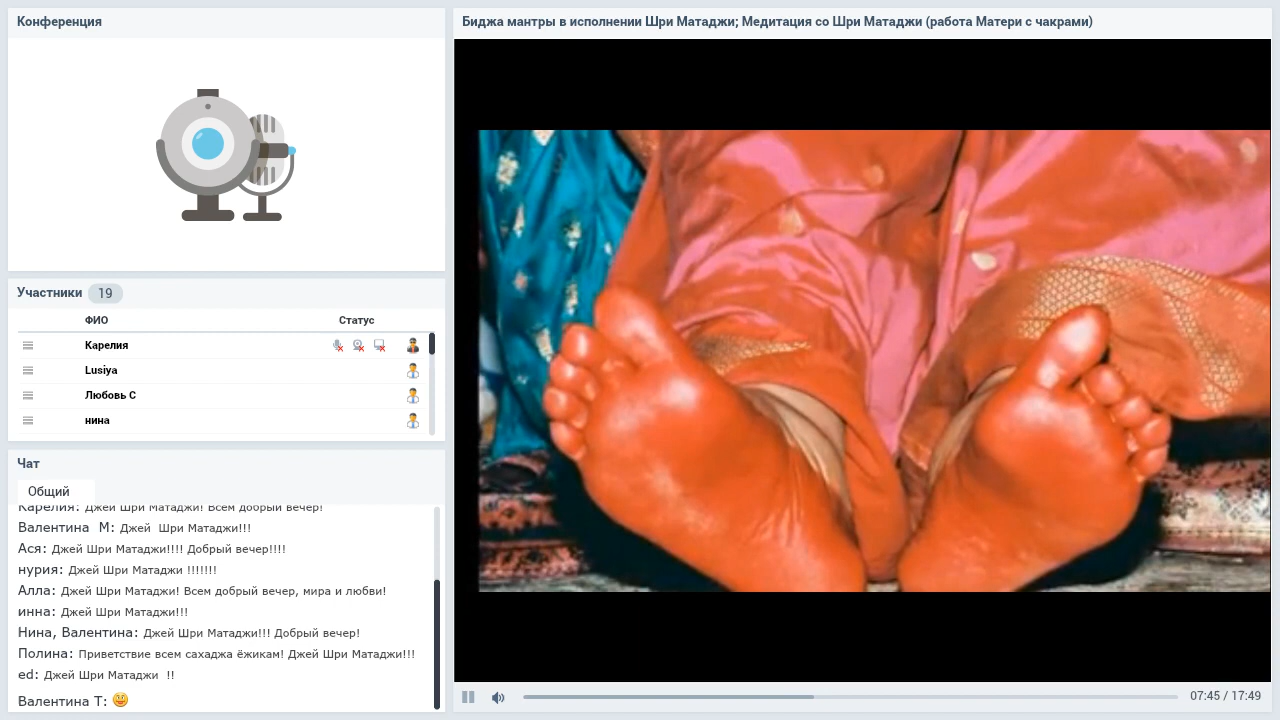 Конференция
Биджа мантры в исполнении Шри Матаджи; Медитация со Шри Матаджи (работа Матери с чакрами)
Участники 19
ФИО Статус
Карелия
Lusiya
Любовь С
нина
Чат
Общий
Карелия: Джей Шри Матаджи! Всем добрый вечер!
Валентина М: Джей Шри Матаджи!!!
Ася: Джей Шри Матаджи!!!! Добрый вечер!!!!
нурия: Джей Шри Матаджи !!!!!!!
Алла: Джей Шри Матаджи! Всем добрый вечер, мира и любви!
инна: Джей Шри Матаджи!!!
Нина, Валентина: Джей Шри Матаджи!!! Добрый вечер!
Полина: Приветствие всем сахаджа ёжикам! Джей Шри Матаджи!!!
ed: Джей Шри Матаджи !!
Валентина Т:
07:45 / 17:49